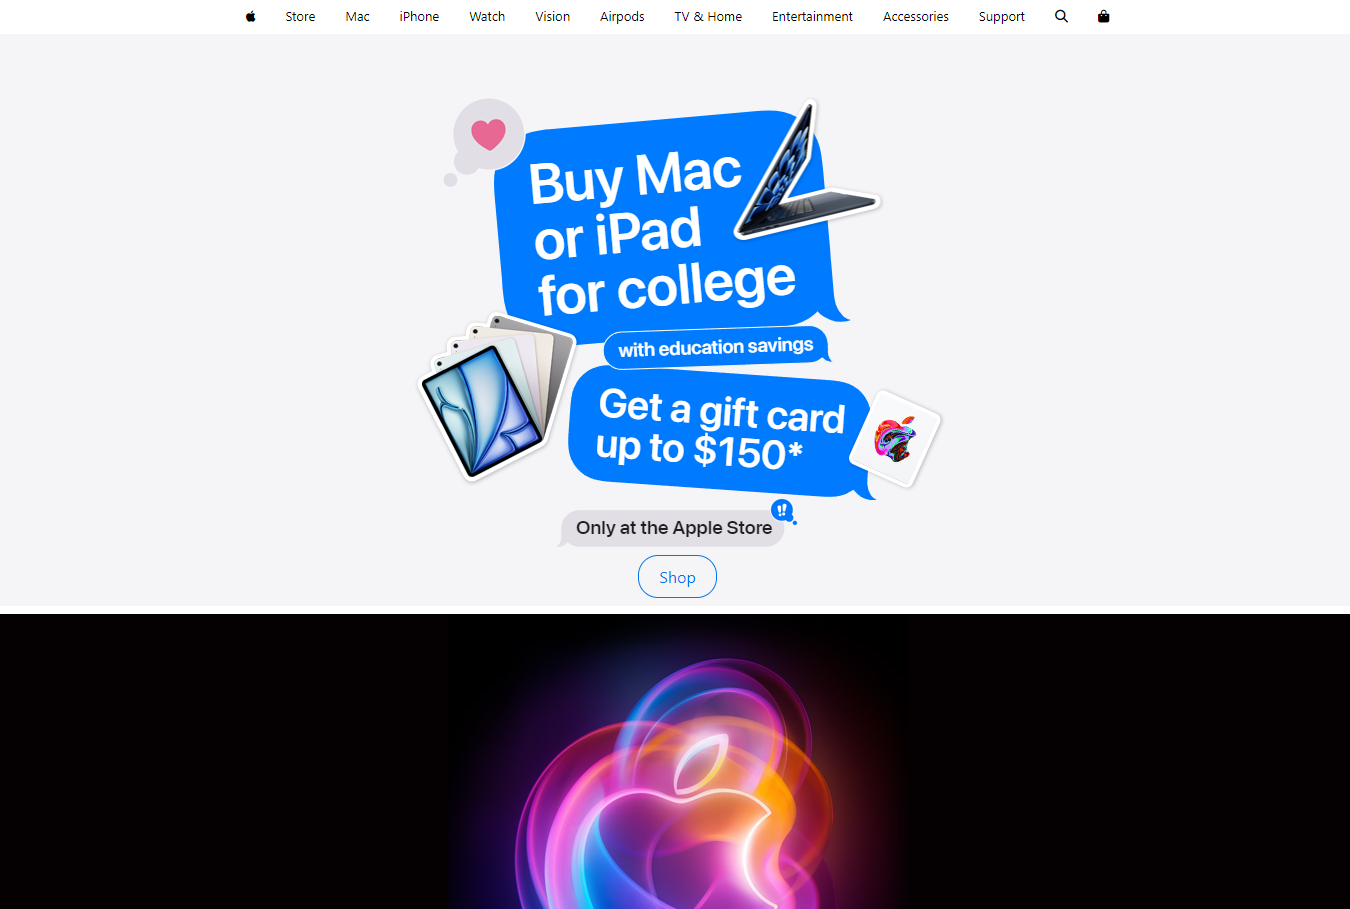 Store Mac iPhone Watch Vision Airpods TV & Home Entertainment Accessories Support
Buy Mac
or iPad
for college
with education savings
Get a gift card
up to $150*
Only at the Apple Store
!!
Shop